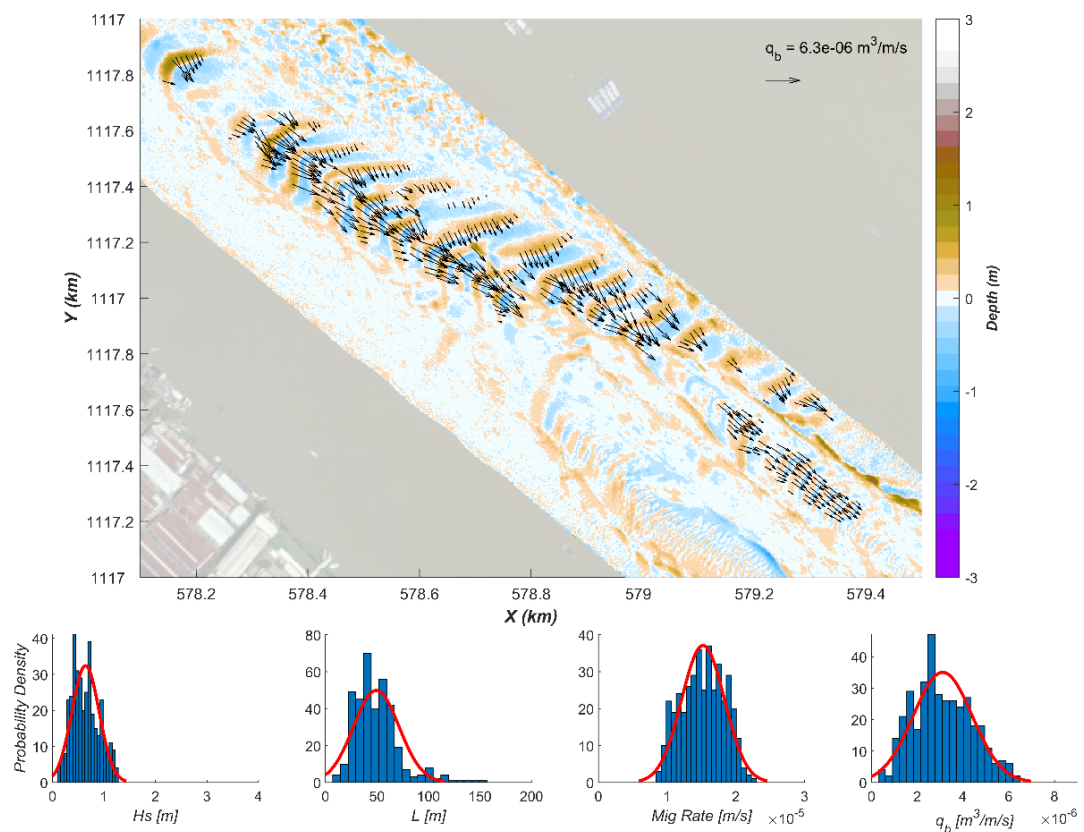 1117
1117.8
1117.6
1117.4
1117.2
1117
1117.8
1117.6
1117.4
1117.2
1117
Y (km)
578.2 578.4 578.6 578.8 579 579.2 579.4
X (km)
q_b = 6.3e-06 m^3/m/s
3
2
1
0
-1
-2
-3
Depth (m)
Probability Density
40
30
20
10
0
0 1 2 3 4
Hs [m]
80
60
40
20
0
0 50 100 150 200
L [m]
40
20
0
0 1 2 3
×10^-5
Mig Rate [m/s]
40
20
0
0 2 4 6 8
×10^-6
q_b [m^3/m/s]